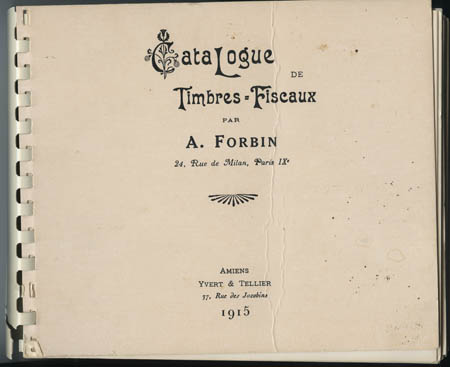 Catalogue
DE
Timbres=Fiscaux
PAR
A. FORBIN
24, Rue de Milan, Paris IXe
AMIENS
YVERT & TELLIER
37, Rue des Jacobins
1915